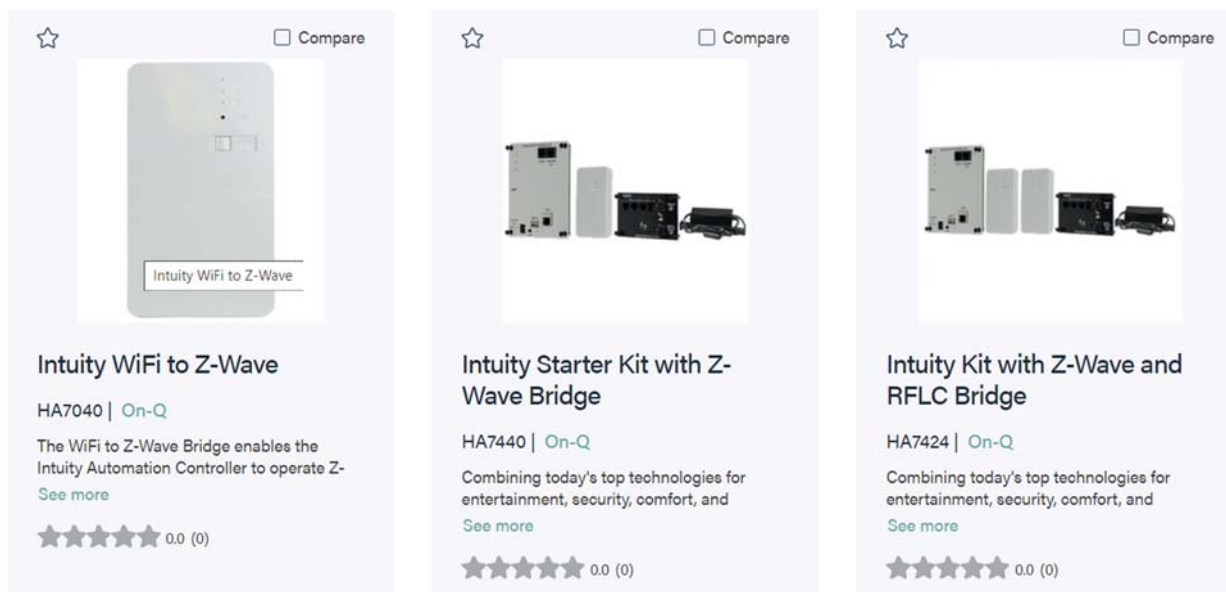 Compare
Intuity WiFi to Z-Wave
Intuity WiFi to Z-Wave
HA7040 | On-Q
The WiFi to Z-Wave Bridge enables the
Intuity Automation Controller to operate Z-
See more
0.0 (0)
Compare
Intuity Starter Kit with Z-
Wave Bridge
HA7440 | On-Q
Combining today's top technologies for
entertainment, security, comfort, and
See more
0.0 (0)
Compare
Intuity Kit with Z-Wave and
RFLC Bridge
HA7424 | On-Q
Combining today's top technologies for
entertainment, security, comfort, and
See more
0.0 (0)